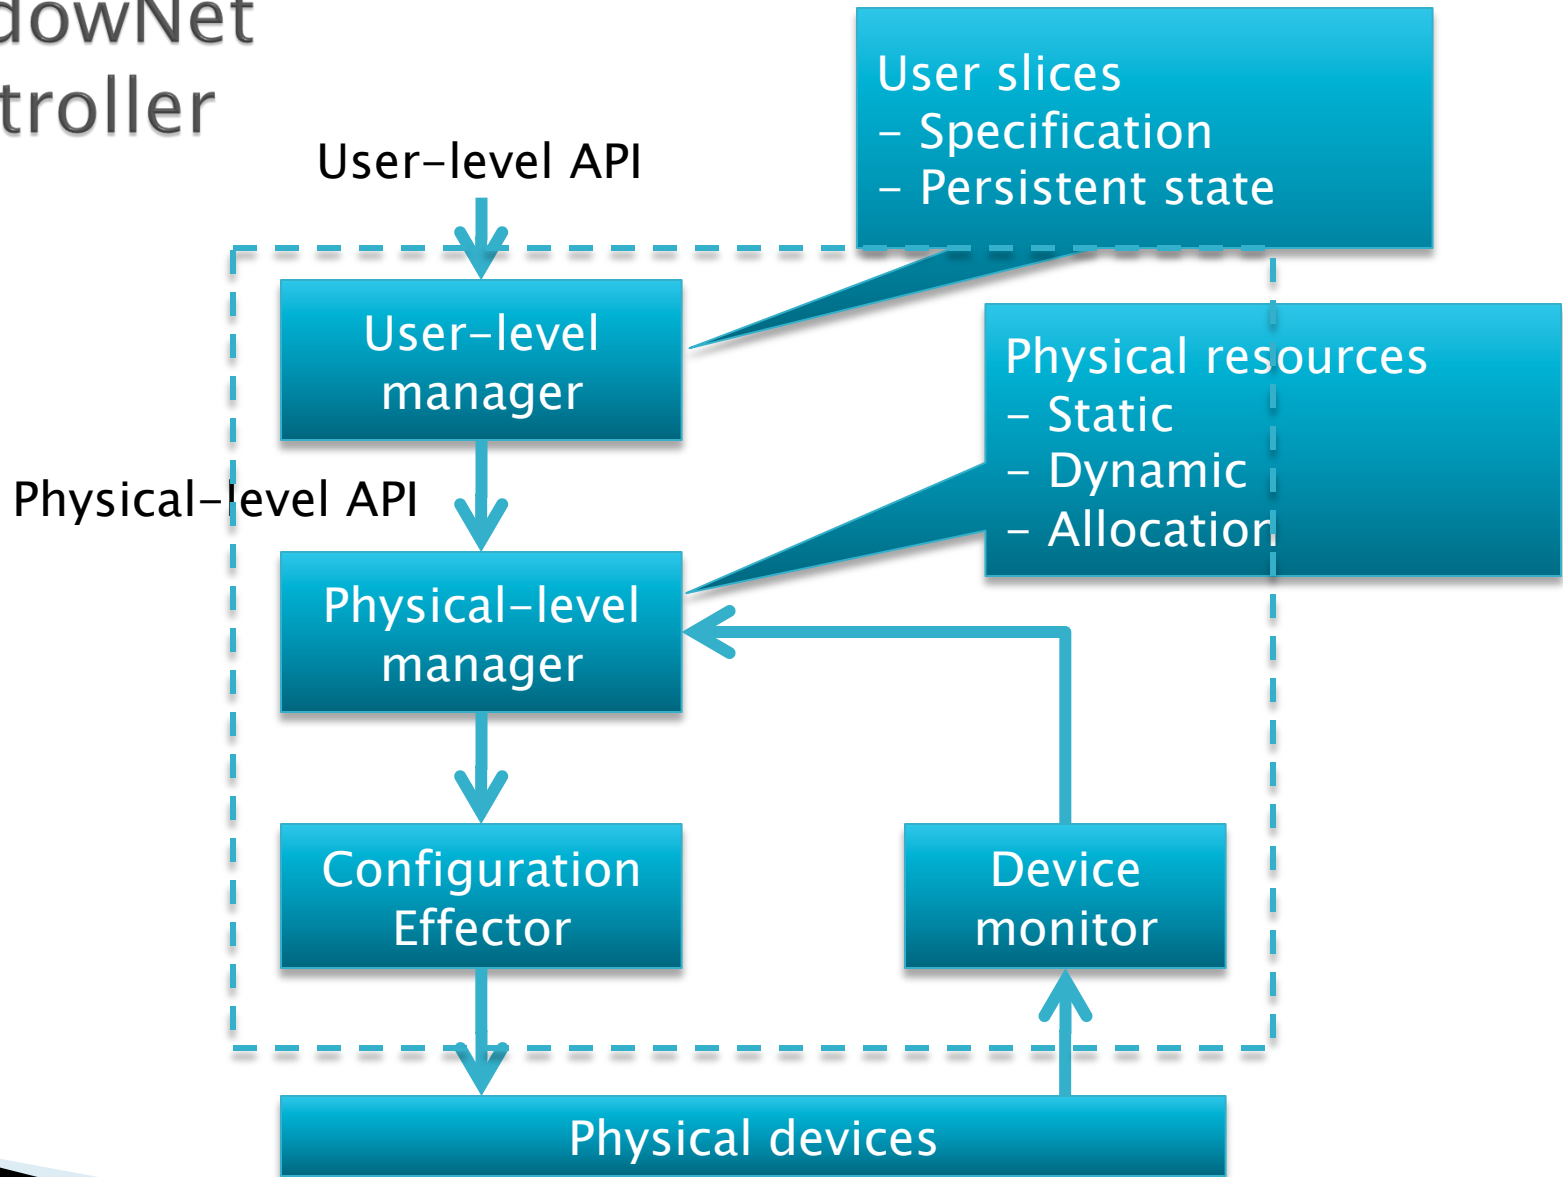 dowNet
troller
User-level API
User slices
- Specification
- Persistent state
User-level
manager
Physical resources
- Static
- Dynamic
- Allocation
Physical-level API
Physical-level
manager
Configuration
Effector
Device
monitor
Physical devices